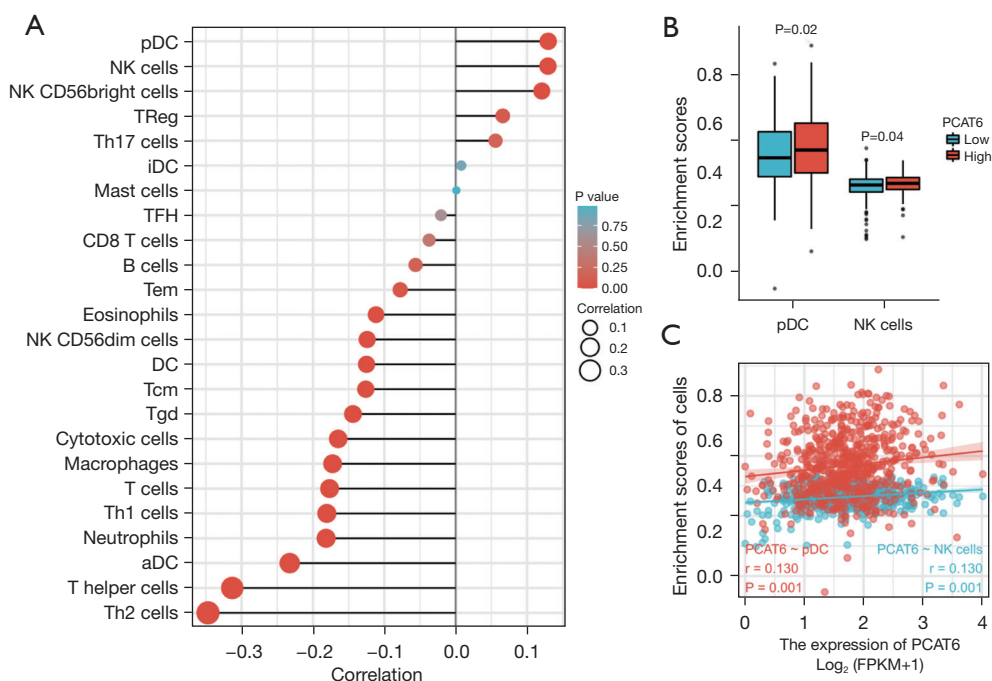 A
pDC
NK cells
NK CD56bright cells
TReg
Th17 cells
iDC
Mast cells
TFH
CD8 T cells
B cells
Tem
Eosinophils
NK CD56dim cells
DC
Tcm
Tgd
Cytotoxic cells
Macrophages
T cells
Th1 cells
Neutrophils
aDC
T helper cells
Th2 cells
−0.3 −0.2 −0.1 0.0 0.1
Correlation
P value
0.75
0.50
0.25
0.00
Correlation
0.1
0.2
0.3
B
Enrichment scores
0.8
0.6
0.4
0.2
0.0
P=0.02
P=0.04
pDC NK cells
PCAT6
Low
High
C
Enrichment scores of cells
0.8
0.6
0.4
0.2
0.0
PCAT6 ~ pDC
r = 0.130
P = 0.001
PCAT6 ~ NK cells
r = 0.130
P = 0.001
0 1 2 3 4
The expression of PCAT6
Log₂ (FPKM+1)